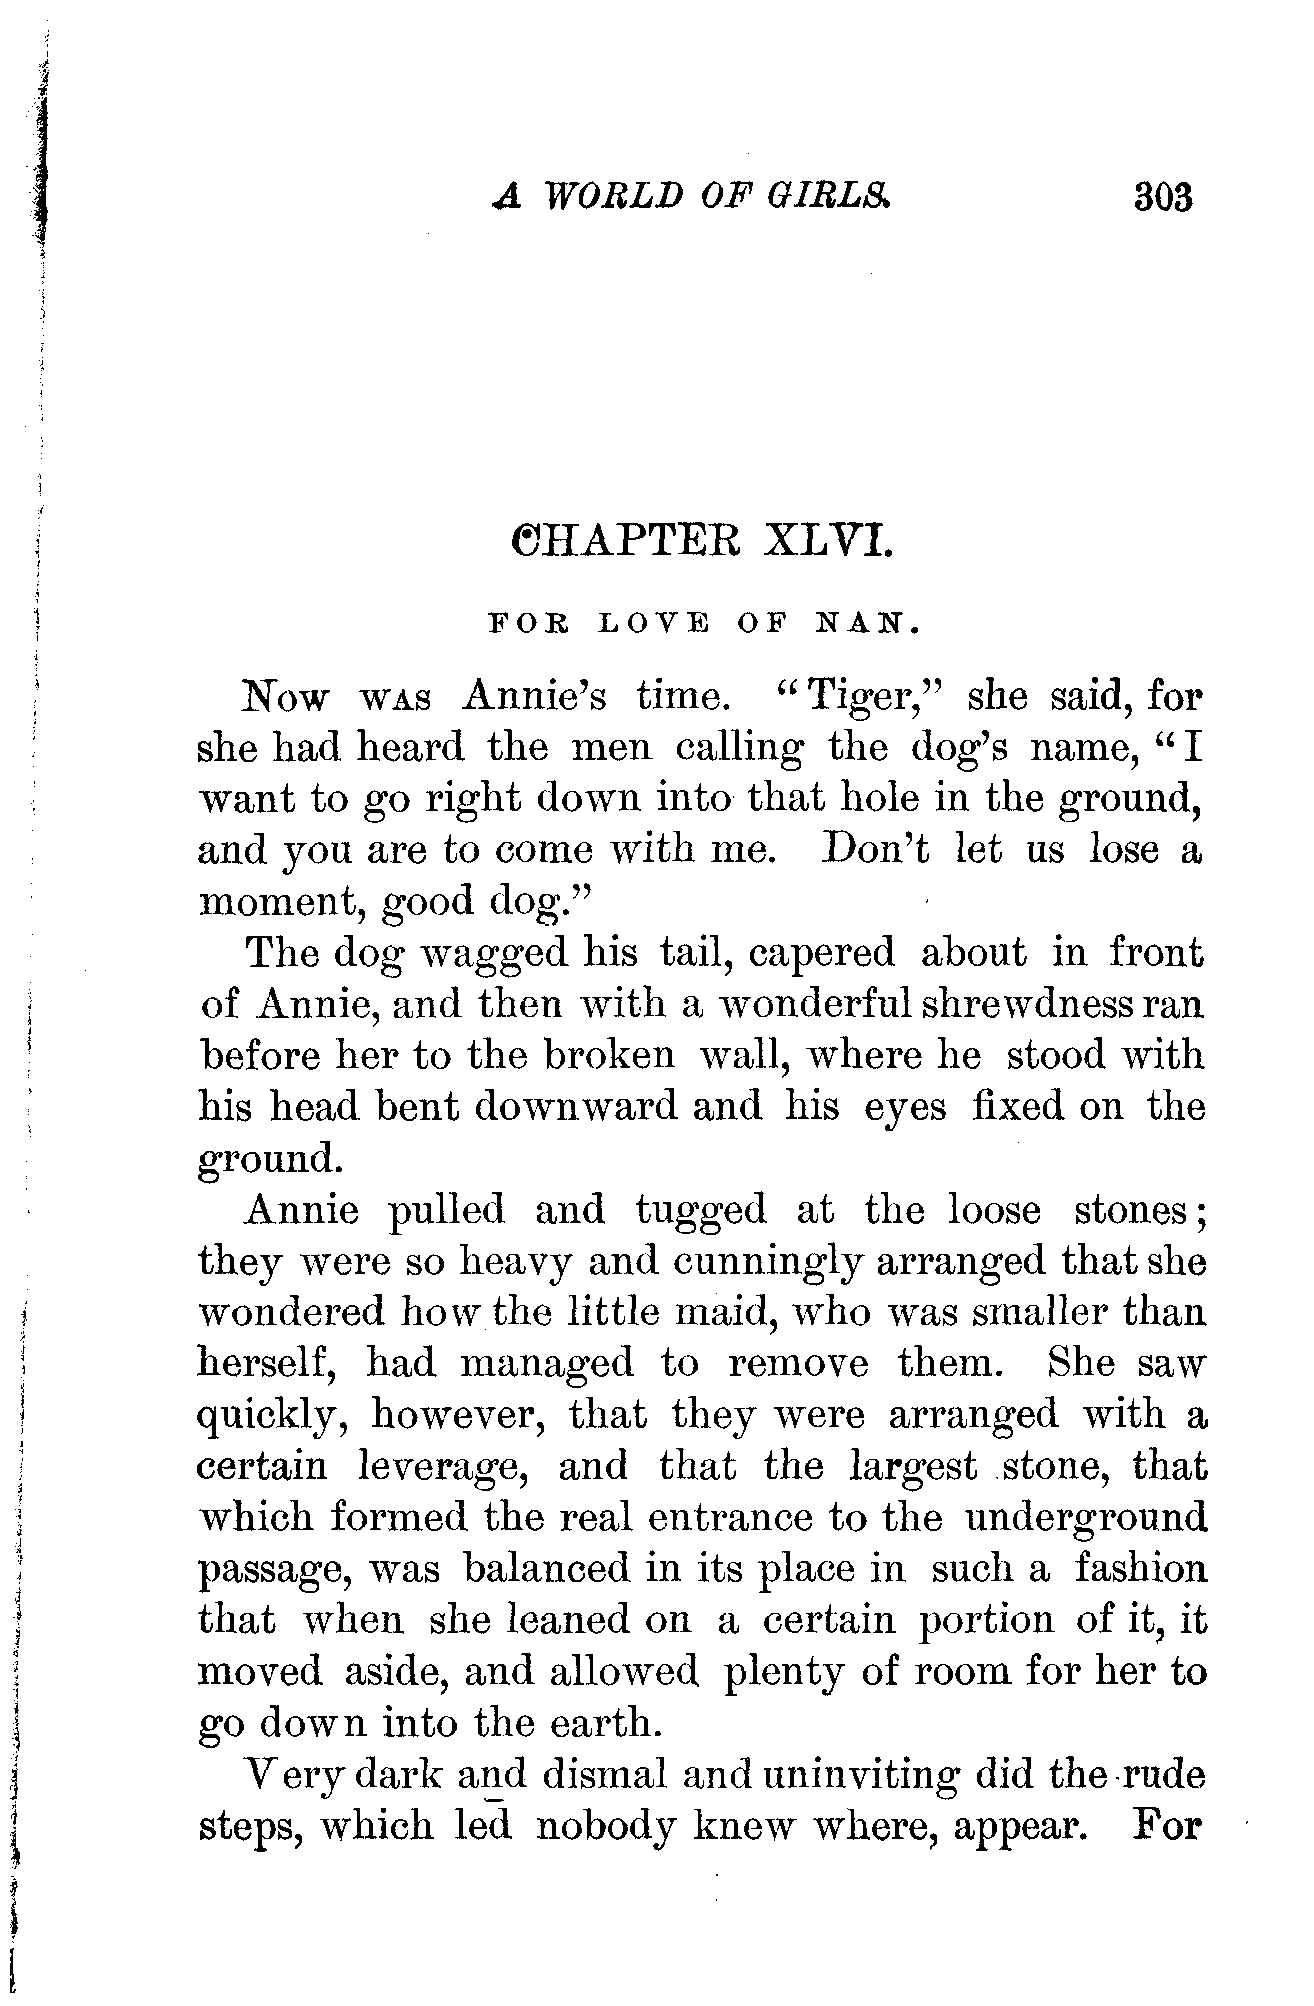 A WORLD OF GIRLS. 303
CHAPTER XLVI.
FOR LOVE OF NAN.
Now was Annie's time. "Tiger," she said, for
she had heard the men calling the dog's name, "I
want to go right down into that hole in the ground,
and you are to come with me. Don't let us lose a
moment, good dog."
The dog wagged his tail, capered about in front
of Annie, and then with a wonderful shrewdness ran
before her to the broken wall, where he stood with
his head bent downward and his eyes fixed on the
ground.
Annie pulled and tugged at the loose stones;
they were so heavy and cunningly arranged that she
wondered how the little maid, who was smaller than
herself, had managed to remove them. She saw
quickly, however, that they were arranged with a
certain leverage, and that the largest stone, that
which formed the real entrance to the underground
passage, was balanced in its place in such a fashion
that when she leaned on a certain portion of it, it
moved aside, and allowed plenty of room for her to
go down into the earth.
Very dark and dismal and uninviting did the rude
steps, which led nobody knew where, appear. For